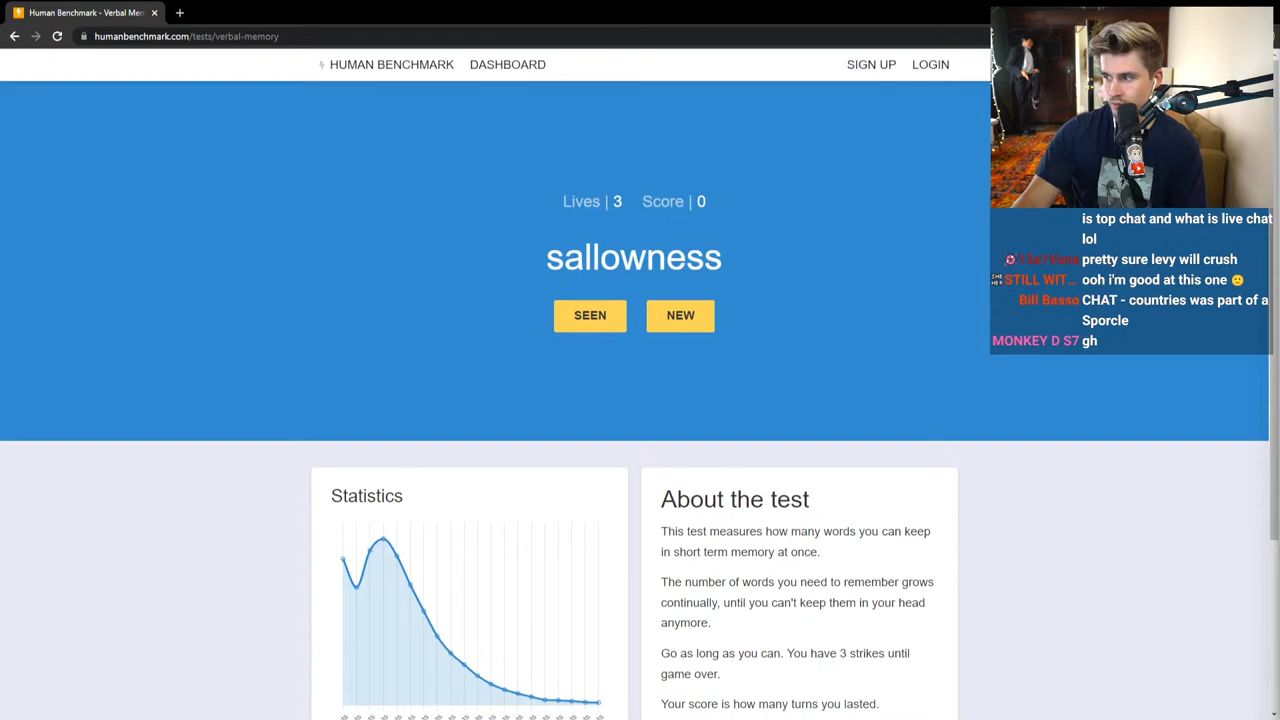 Human Benchmark - Verbal Mem
humanbenchmark.com/tests/verbal-memory
HUMAN BENCHMARK DASHBOARD
SIGN UP LOGIN
Lives | 3 Score | 0
sallowness
SEEN NEW
is top chat and what is live chat
lol
pretty sure levy will crush
STILL WIT... ooh i'm good at this one
Bill Basso CHAT - countries was part of a
Sporcle
MONKEY D S7 gh
Statistics
About the test
This test measures how many words you can keep
in short term memory at once.
The number of words you need to remember grows
continually, until you can't keep them in your head
anymore.
Go as long as you can. You have 3 strikes until
game over.
Your score is how many turns you lasted.